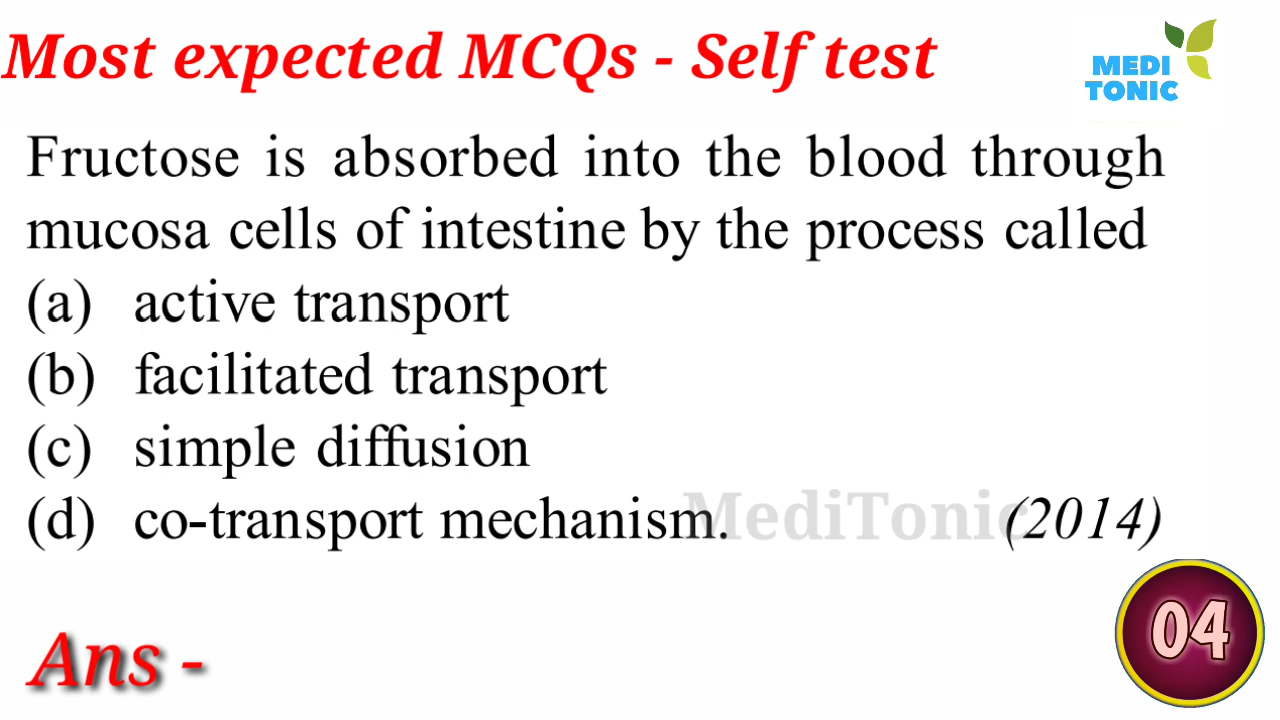 Most expected MCQs - Self test
MEDI
TONIC
Fructose is absorbed into the blood through
mucosa cells of intestine by the process called
(a) active transport
(b) facilitated transport
(c) simple diffusion
(d) co-transport mechanism. (2014)
MediTonic
Ans -
04